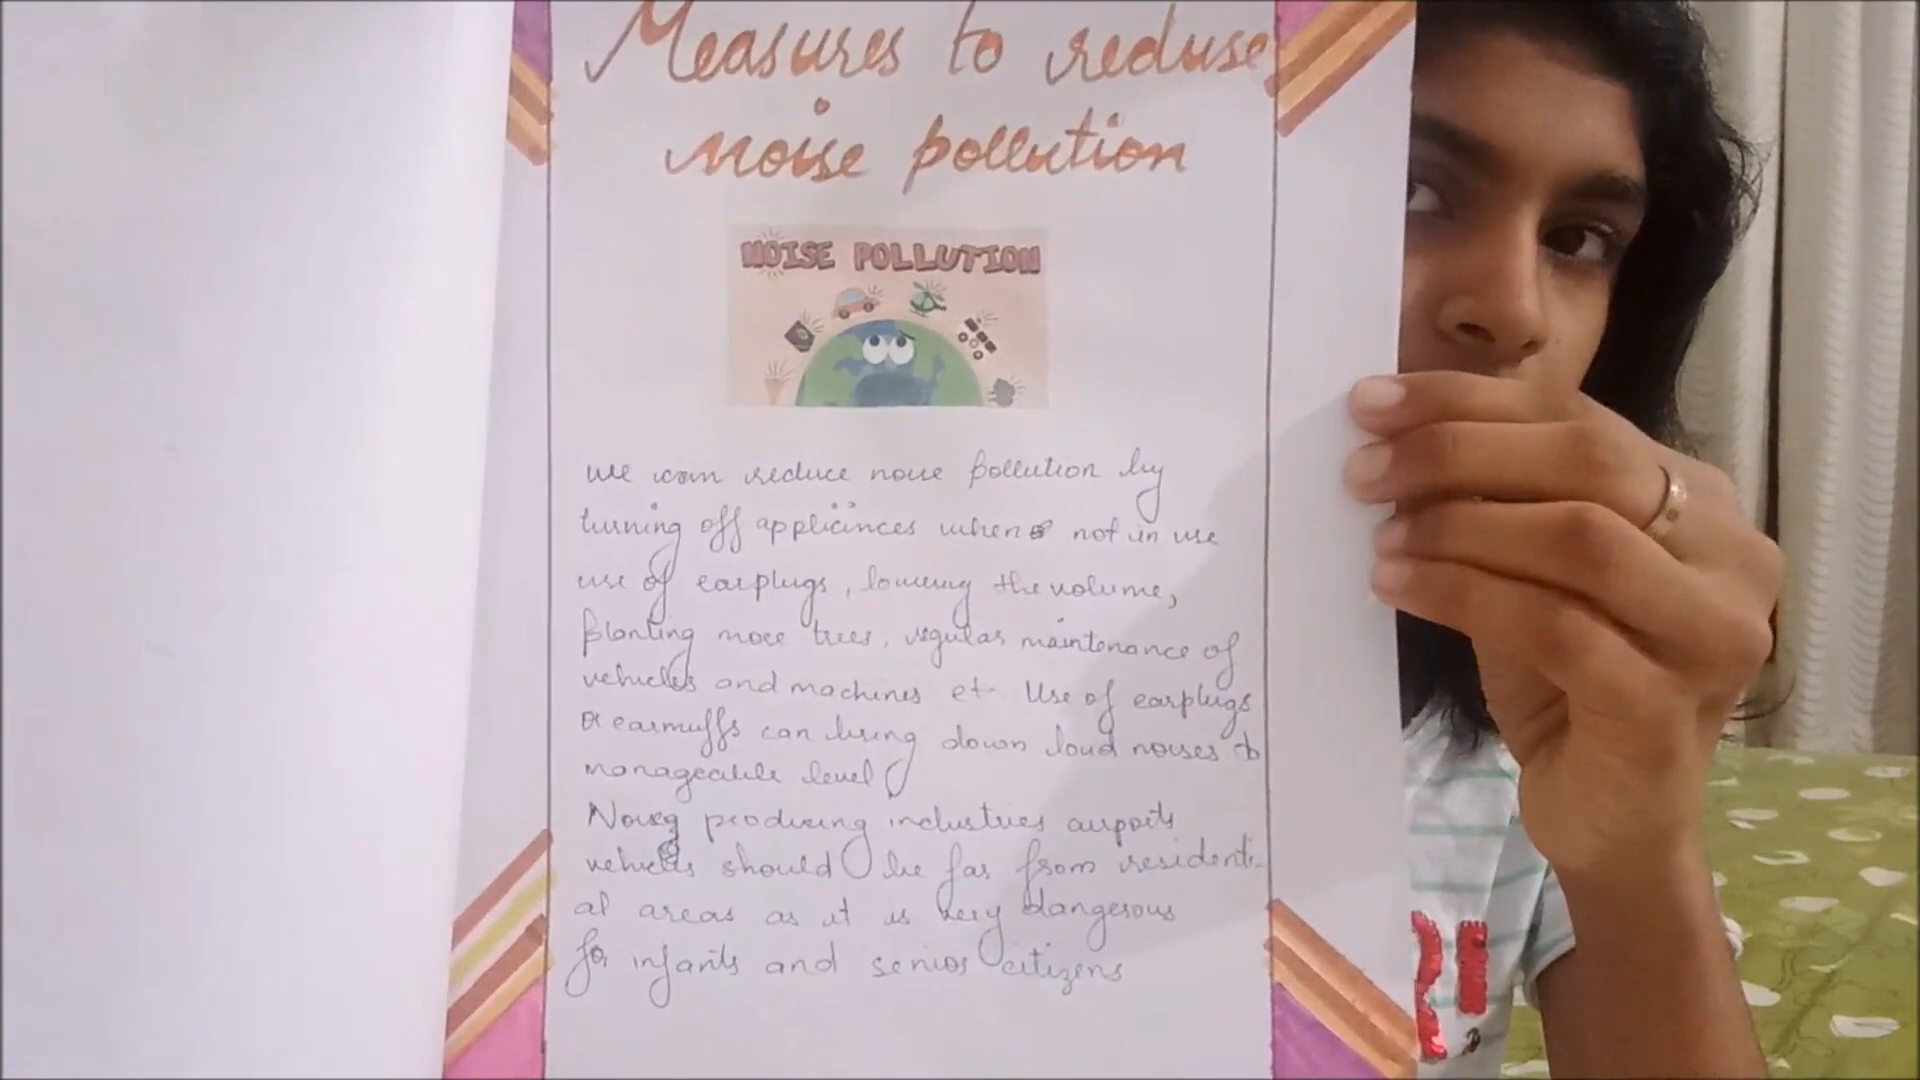 Measures to reduse
noise pollution
NOISE POLLUTION
We can reduce noise pollution by
turning off appliainces when not in use
use of earplugs, lowering the volume,
planting more trees, regular maintenance of
vehicles and machines et. Use of earplugs
or earmuffs can bring down loud noises to
manageable level
producing industries airports
vehicles should be far from residenti-
al areas as it is very dangerous
for infants and senior citizens